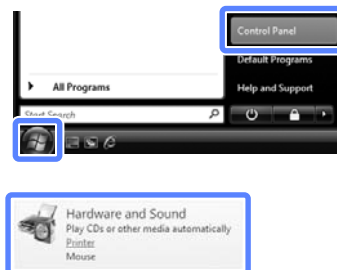 Control Panel
Default Programs
All Programs
Help and Support
Start Search
Hardware and Sound
Play CDs or other media automatically
Printer
Mouse